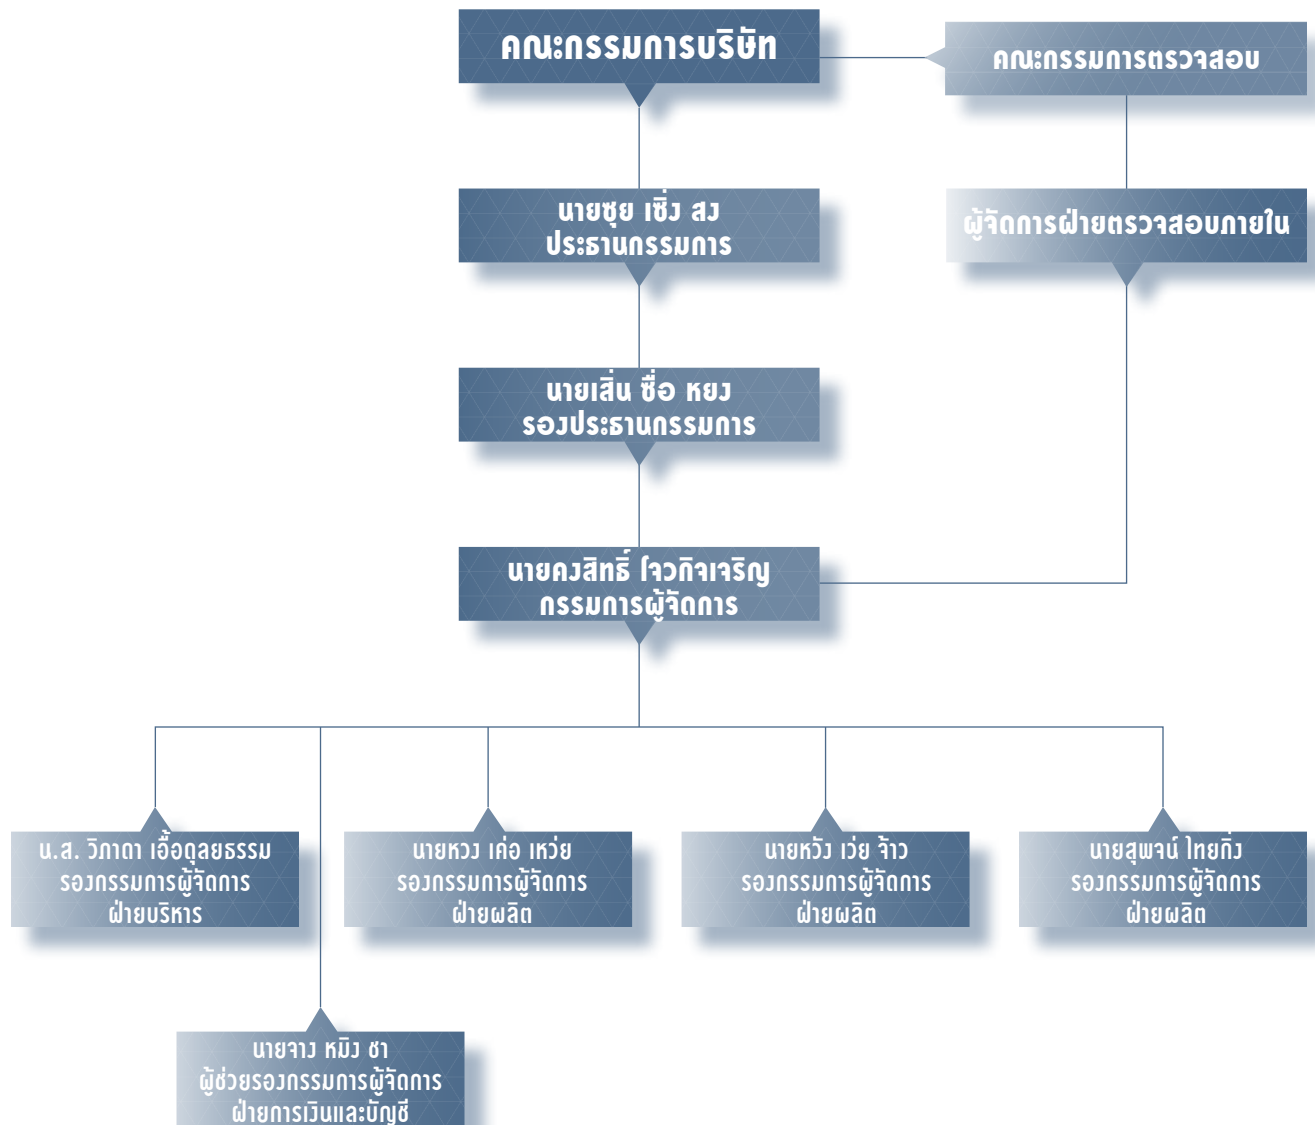 คณะกรรมการบริษัท
คณะกรรมการตรวจสอบ
นายซุย เซิ่ง สง
ประธานกรรมการ
ผู้จัดการฝ่ายตรวจสอบภายใน
นายเสิ่น ซื่อ หยง
รองประธานกรรมการ
นายคงสิทธิ์ โจวกิจเจริญ
กรรมการผู้จัดการ
น.ส. วิภาดา เอื้อดุลยธรรม
รองกรรมการผู้จัดการ
ฝ่ายบริหาร
นายหวง เค่อ เหว่ย
รองกรรมการผู้จัดการ
ฝ่ายผลิต
นายหวัง เว่ย จ้าว
รองกรรมการผู้จัดการ
ฝ่ายผลิต
นายสุพจน์ ไทยกิ่ง
รองกรรมการผู้จัดการ
ฝ่ายผลิต
นายจาง หมิง ชา
ผู้ช่วยรองกรรมการผู้จัดการ
ฝ่ายการเงินและบัญชี